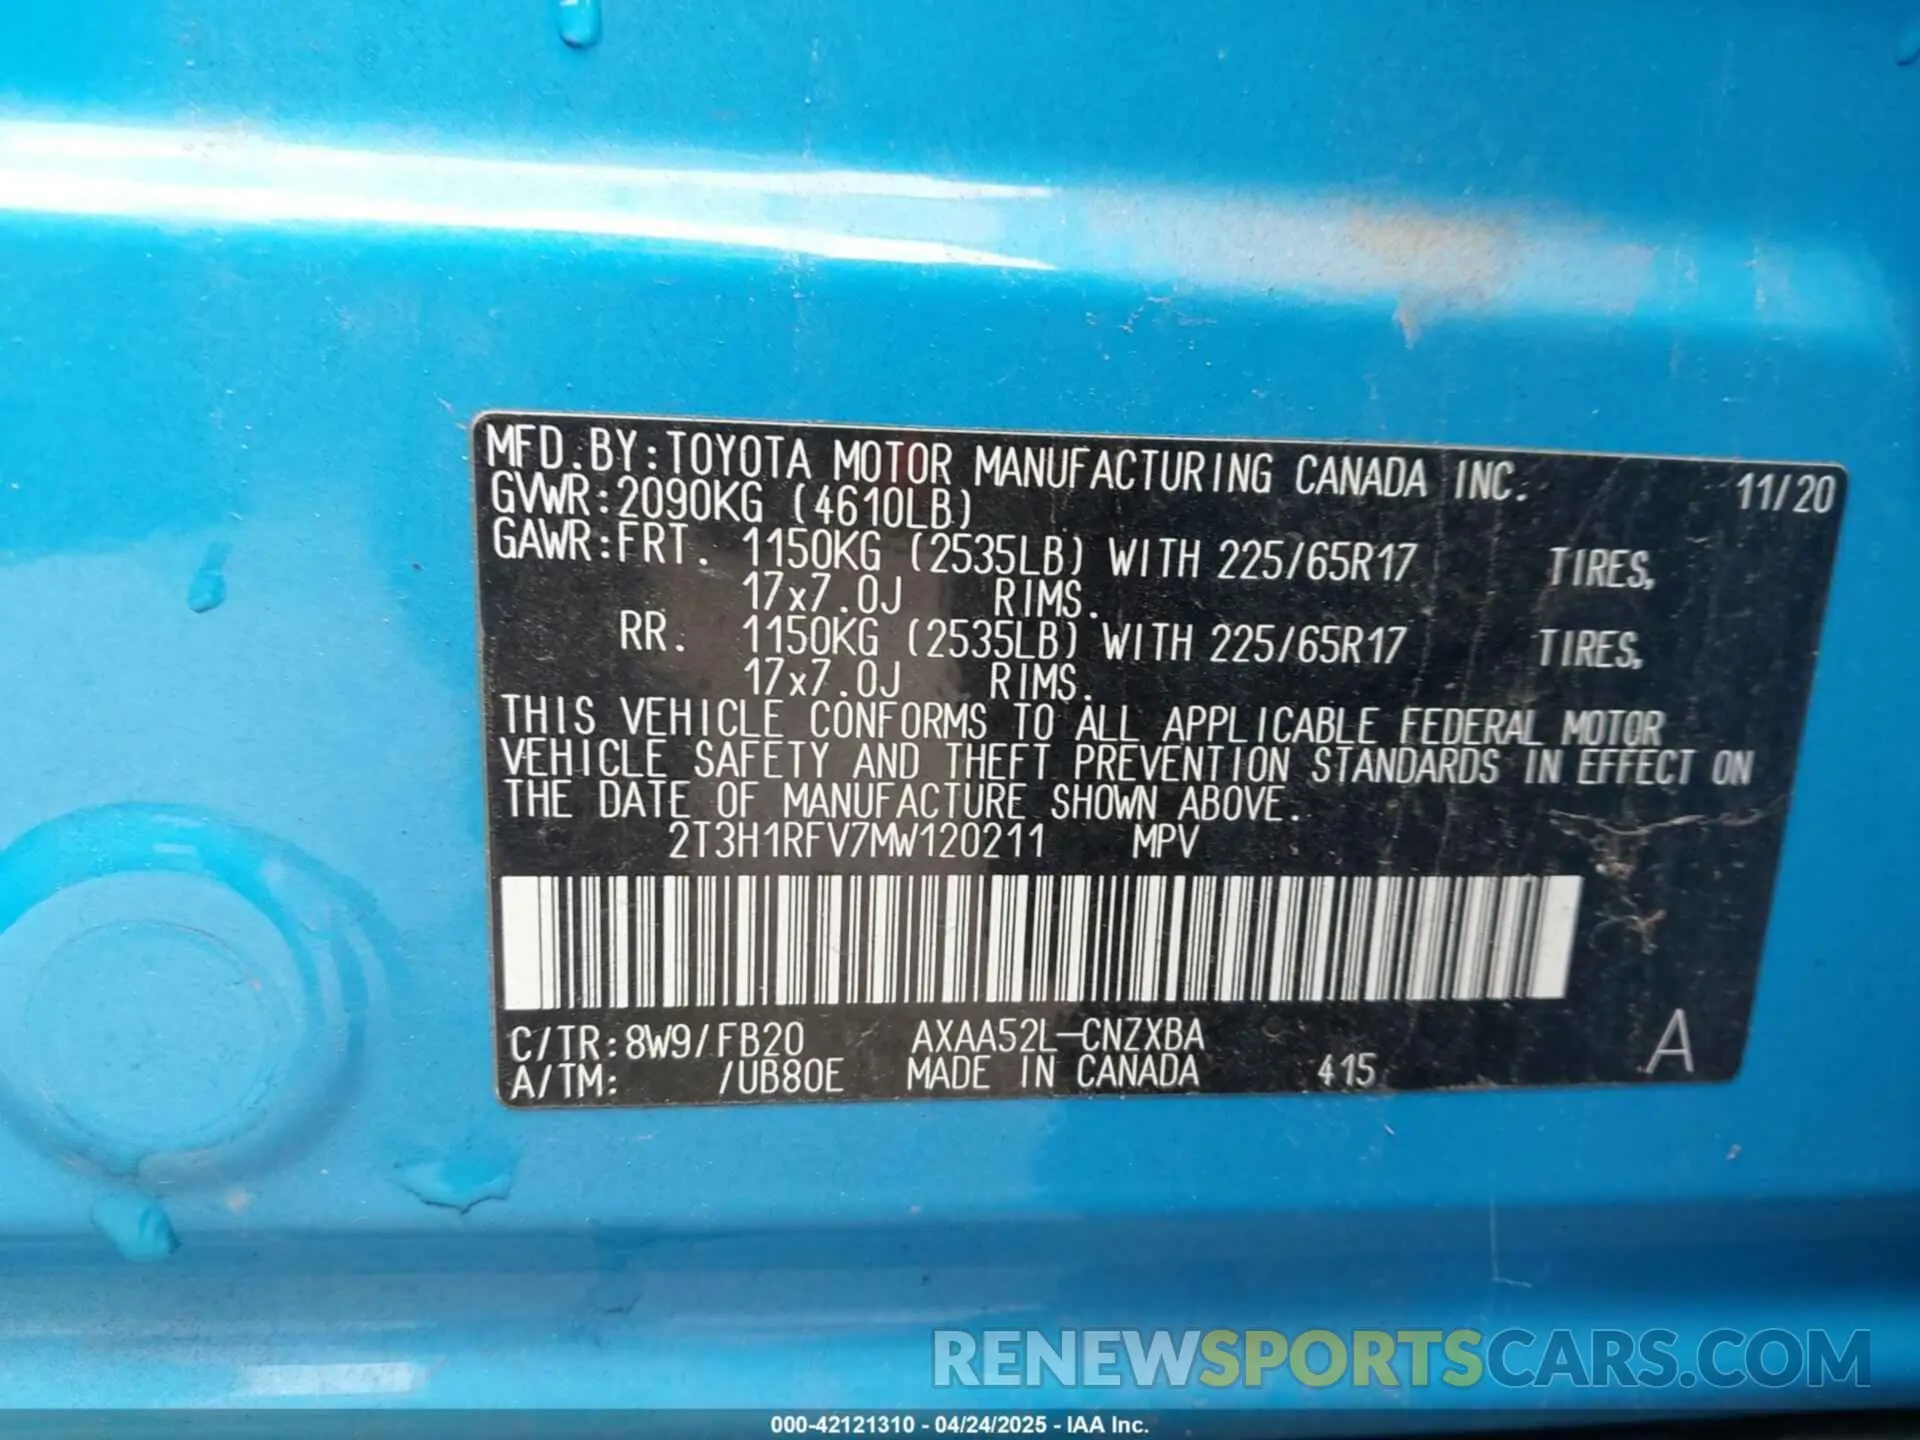 MFD.BY:TOYOTA MOTOR MANUFACTURING CANADA INC. 11/20
GVWR:2090KG (4610LB)
GAWR:FRT. 1150KG (2535LB) WITH 225/65R17 TIRES,
17x7.0J RIMS.
RR. 1150KG (2535LB) WITH 225/65R17 TIRES,
17x7.0J RIMS.
THIS VEHICLE CONFORMS TO ALL APPLICABLE FEDERAL MOTOR
VEHICLE SAFETY AND THEFT PREVENTION STANDARDS IN EFFECT ON
THE DATE OF MANUFACTURE SHOWN ABOVE.
2T3H1RFV7MW120211 MPV
C/TR:8W9/FB20 AXAA52L-CNZXBA
A/TM: /UB80E MADE IN CANADA 415 A
RENEWSPORTSCARS.COM
000-42121310 - 04/24/2025 - IAA Inc.